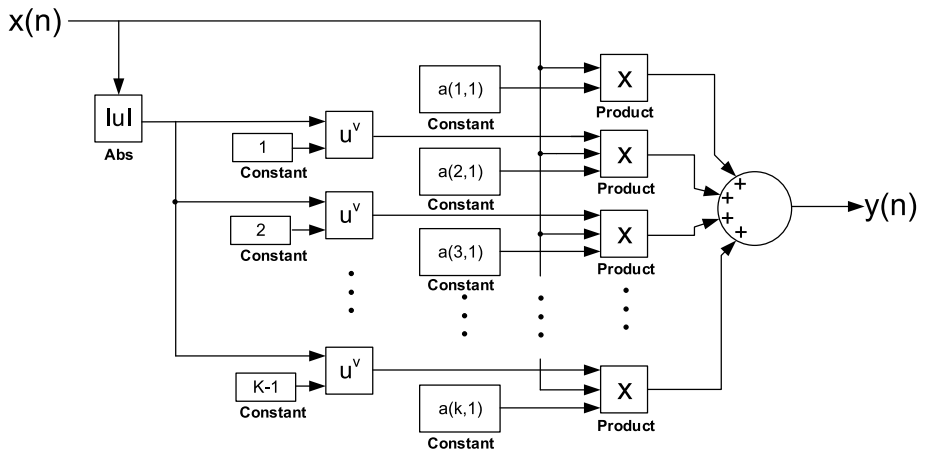 x(n)
|u|
Abs
1
Constant
u^v
a(1,1)
Constant
X
Product
a(2,1)
Constant
X
Product
2
Constant
u^v
a(3,1)
Constant
X
Product
+
+
+
+
y(n)
K-1
Constant
u^v
a(k,1)
Constant
X
Product